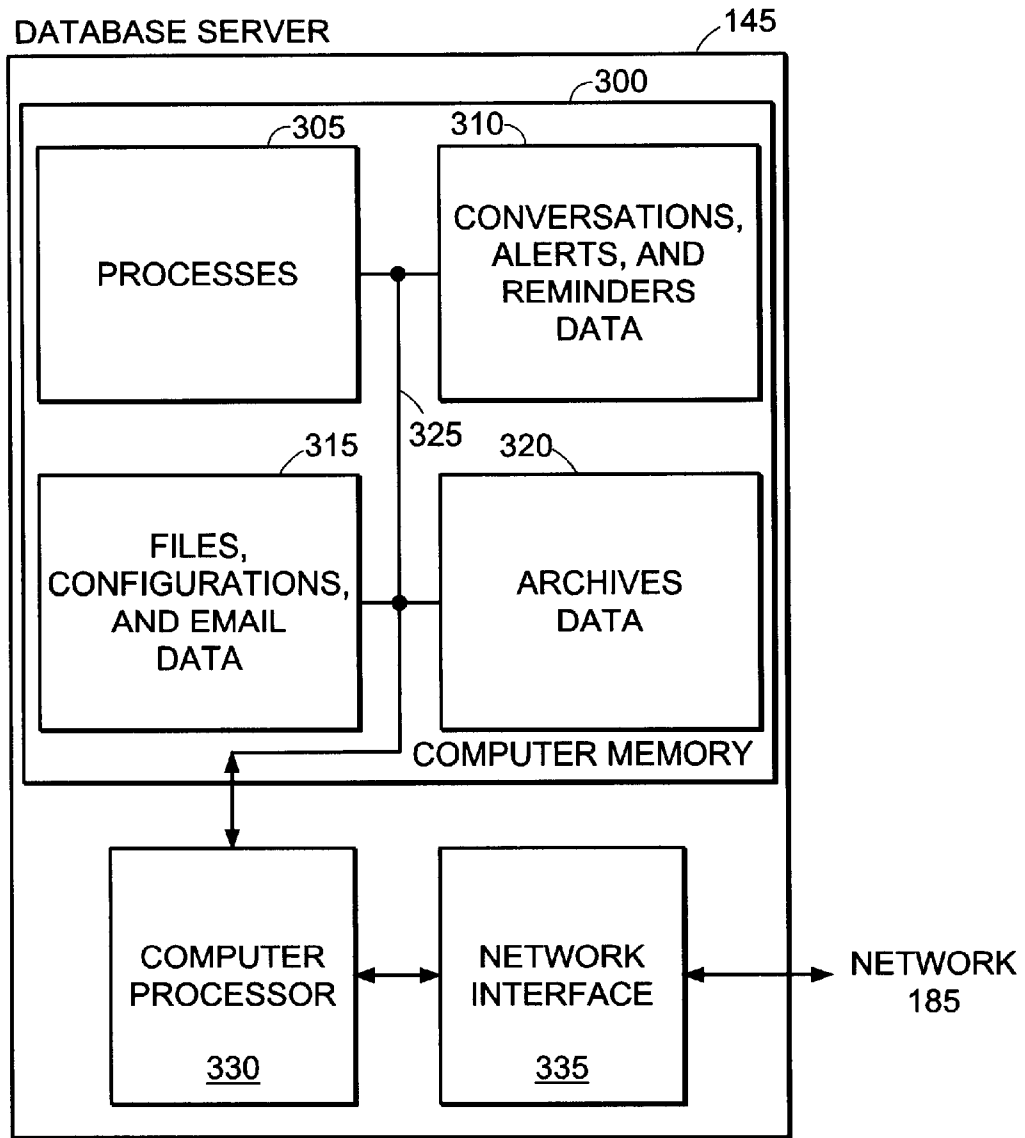 DATABASE SERVER
145
300
305
310
PROCESSES
CONVERSATIONS,
ALERTS, AND
REMINDERS
DATA
325
315
320
FILES,
CONFIGURATIONS,
AND EMAIL
DATA
ARCHIVES
DATA
COMPUTER MEMORY
COMPUTER
PROCESSOR
330
NETWORK
INTERFACE
335
NETWORK
185